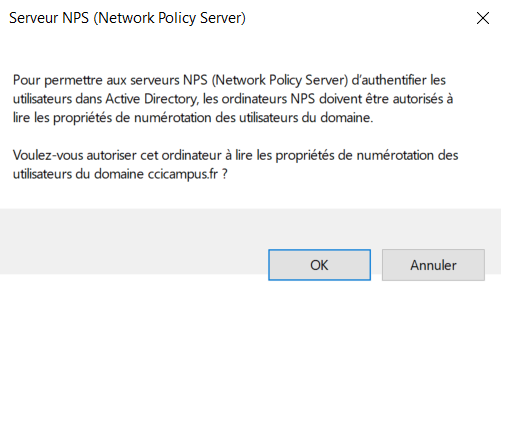 Serveur NPS (Network Policy Server)
Pour permettre aux serveurs NPS (Network Policy Server) d'authentifier les
utilisateurs dans Active Directory, les ordinateurs NPS doivent être autorisés à
lire les propriétés de numérotation des utilisateurs du domaine.
Voulez-vous autoriser cet ordinateur à lire les propriétés de numérotation des
utilisateurs du domaine ccicampus.fr ?
OK
Annuler